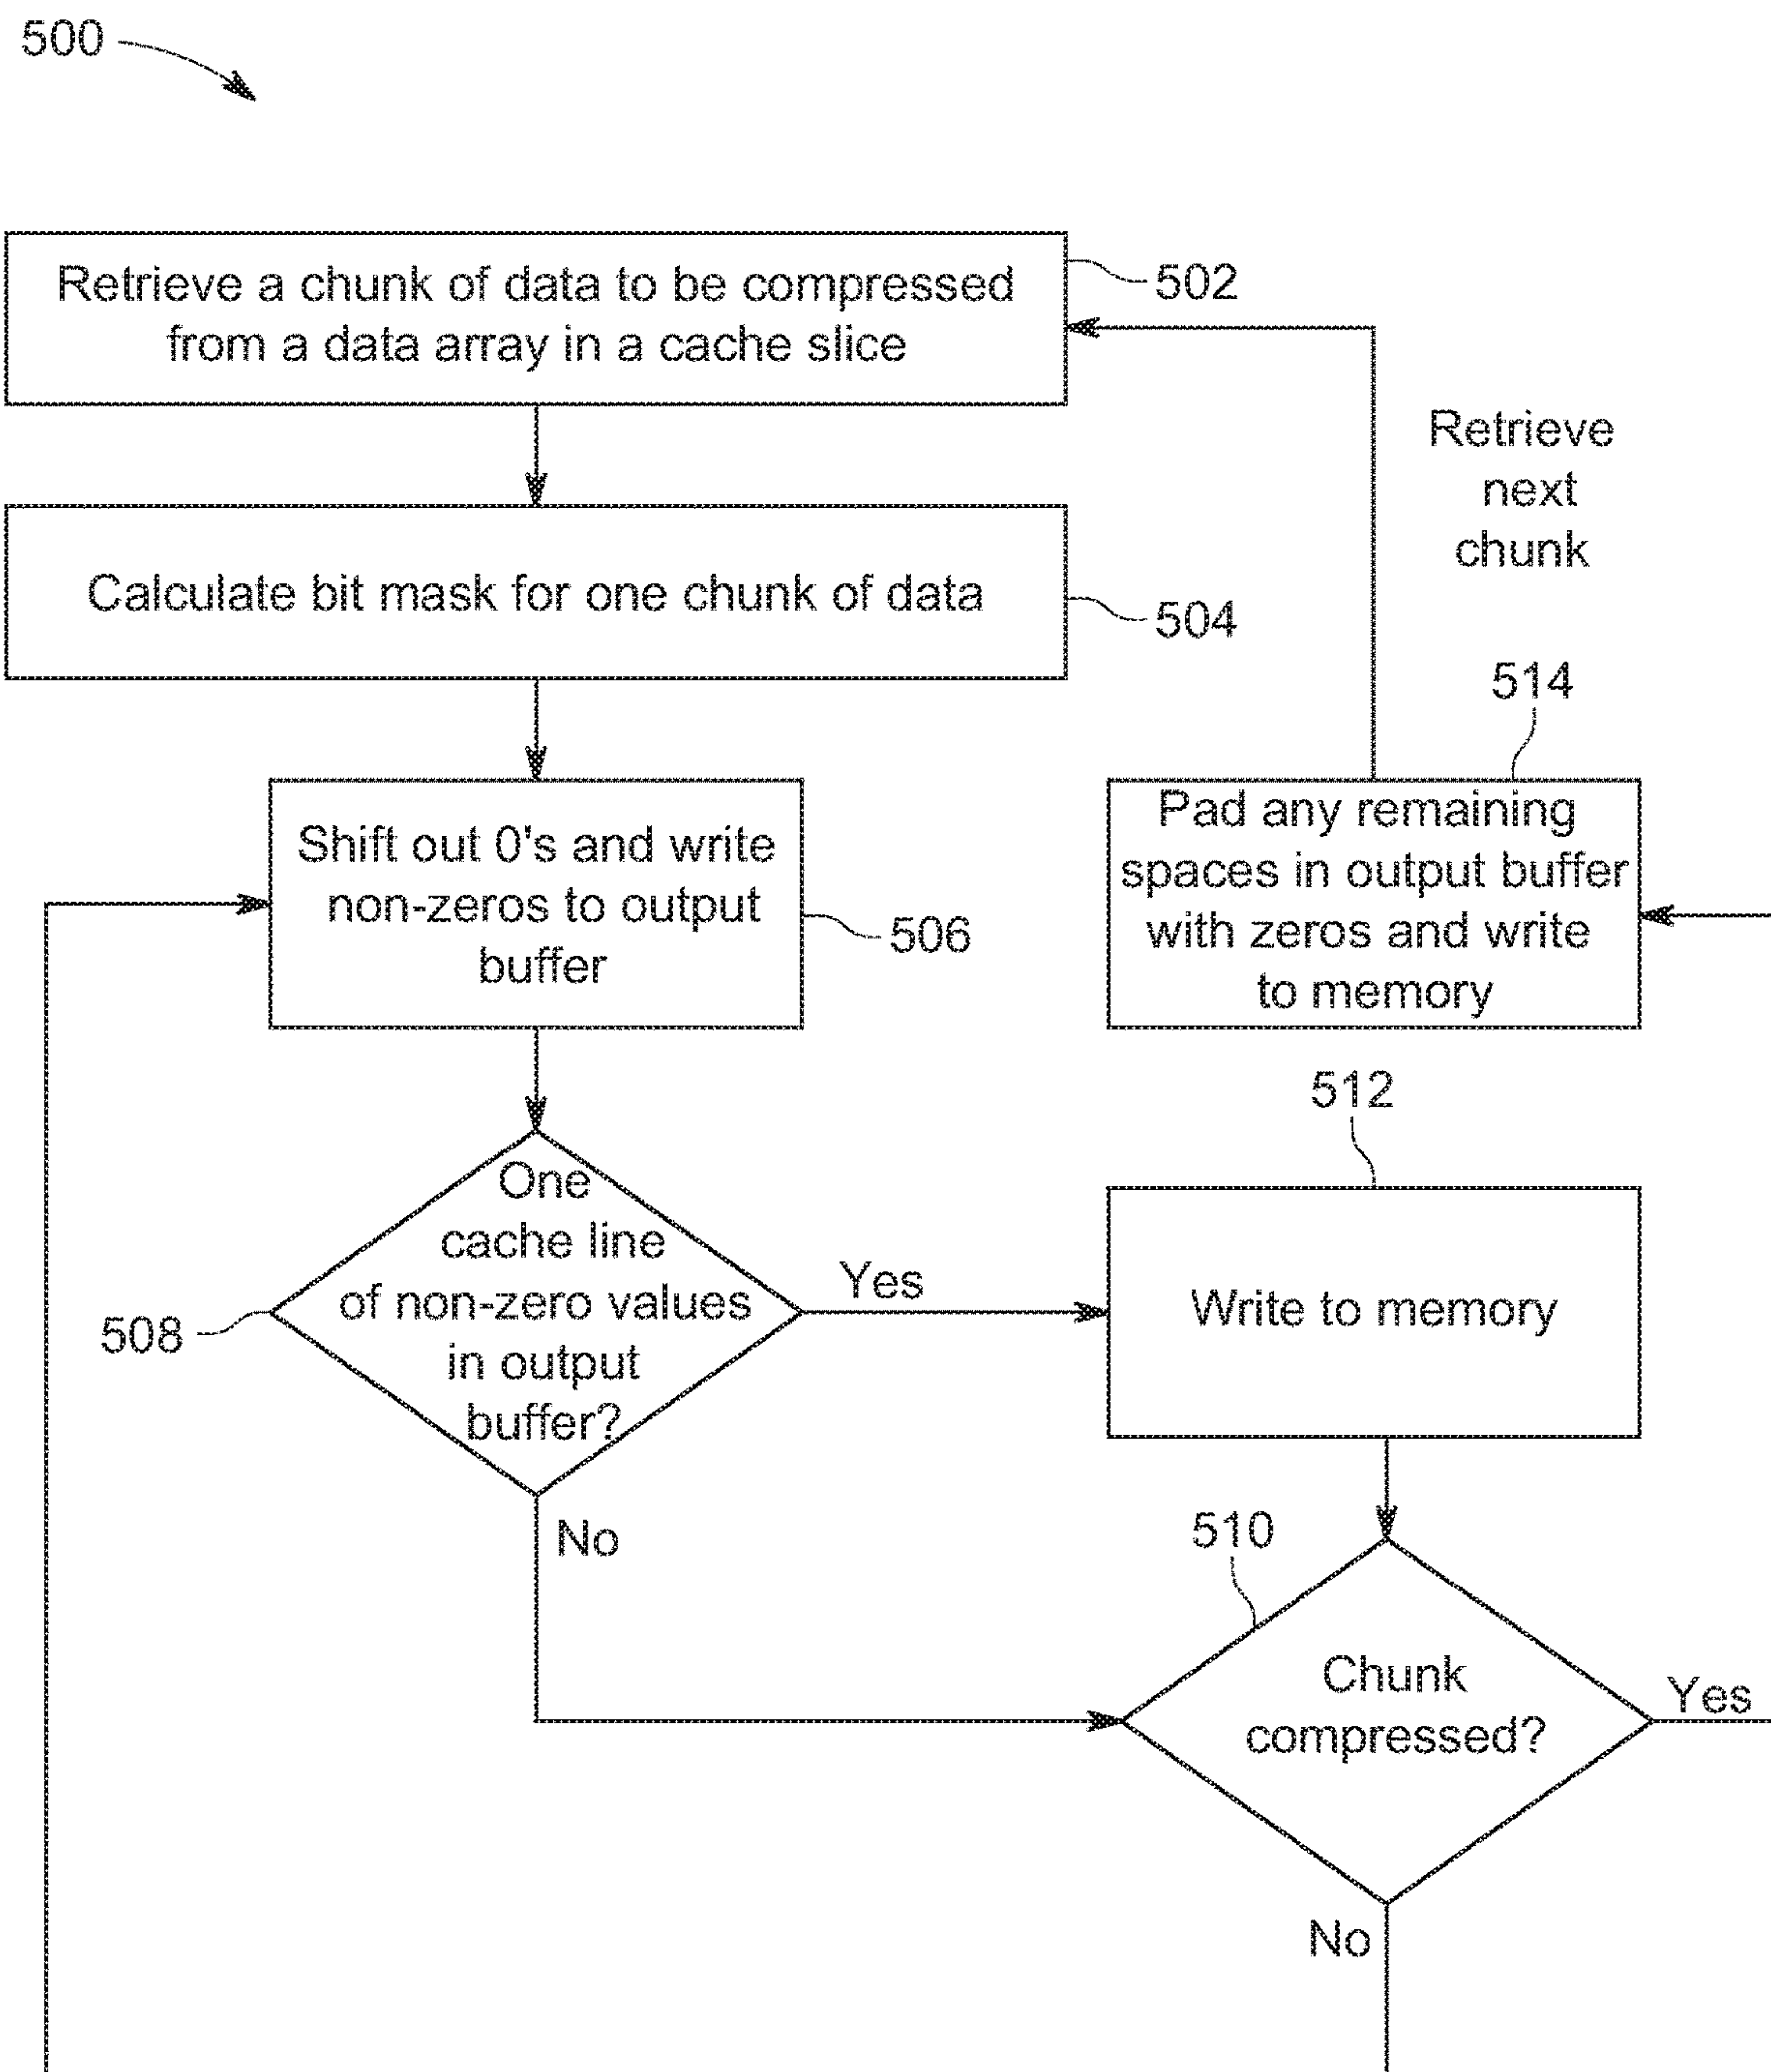 500
Retrieve a chunk of data to be compressed
from a data array in a cache slice
502
Retrieve
next
chunk
Calculate bit mask for one chunk of data
504
514
Shift out 0's and write
non-zeros to output
buffer
506
Pad any remaining
spaces in output buffer
with zeros and write
to memory
512
One
cache line
of non-zero values
in output
buffer?
508
Yes
Write to memory
No
510
Chunk
compressed?
Yes
No